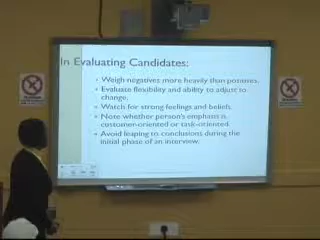 In Evaluating Candidates:
Weigh negatives more heavily than positives.
Evaluate flexibility and ability to adjust to
change.
Watch for strong feelings and beliefs.
Note whether person's emphasis is
customer-oriented or task-oriented.
Avoid leaping to conclusions during the
initial phase of an interview.